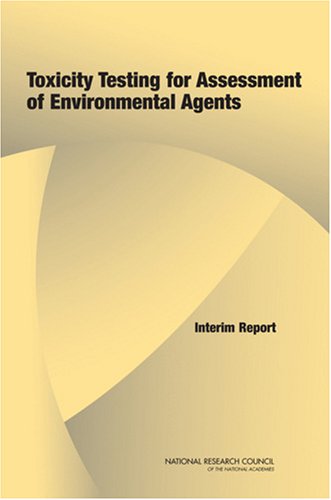 Toxicity Testing for Assessment
of Environmental Agents
Interim Report
NATIONAL RESEARCH COUNCIL
OF THE NATIONAL ACADEMIES